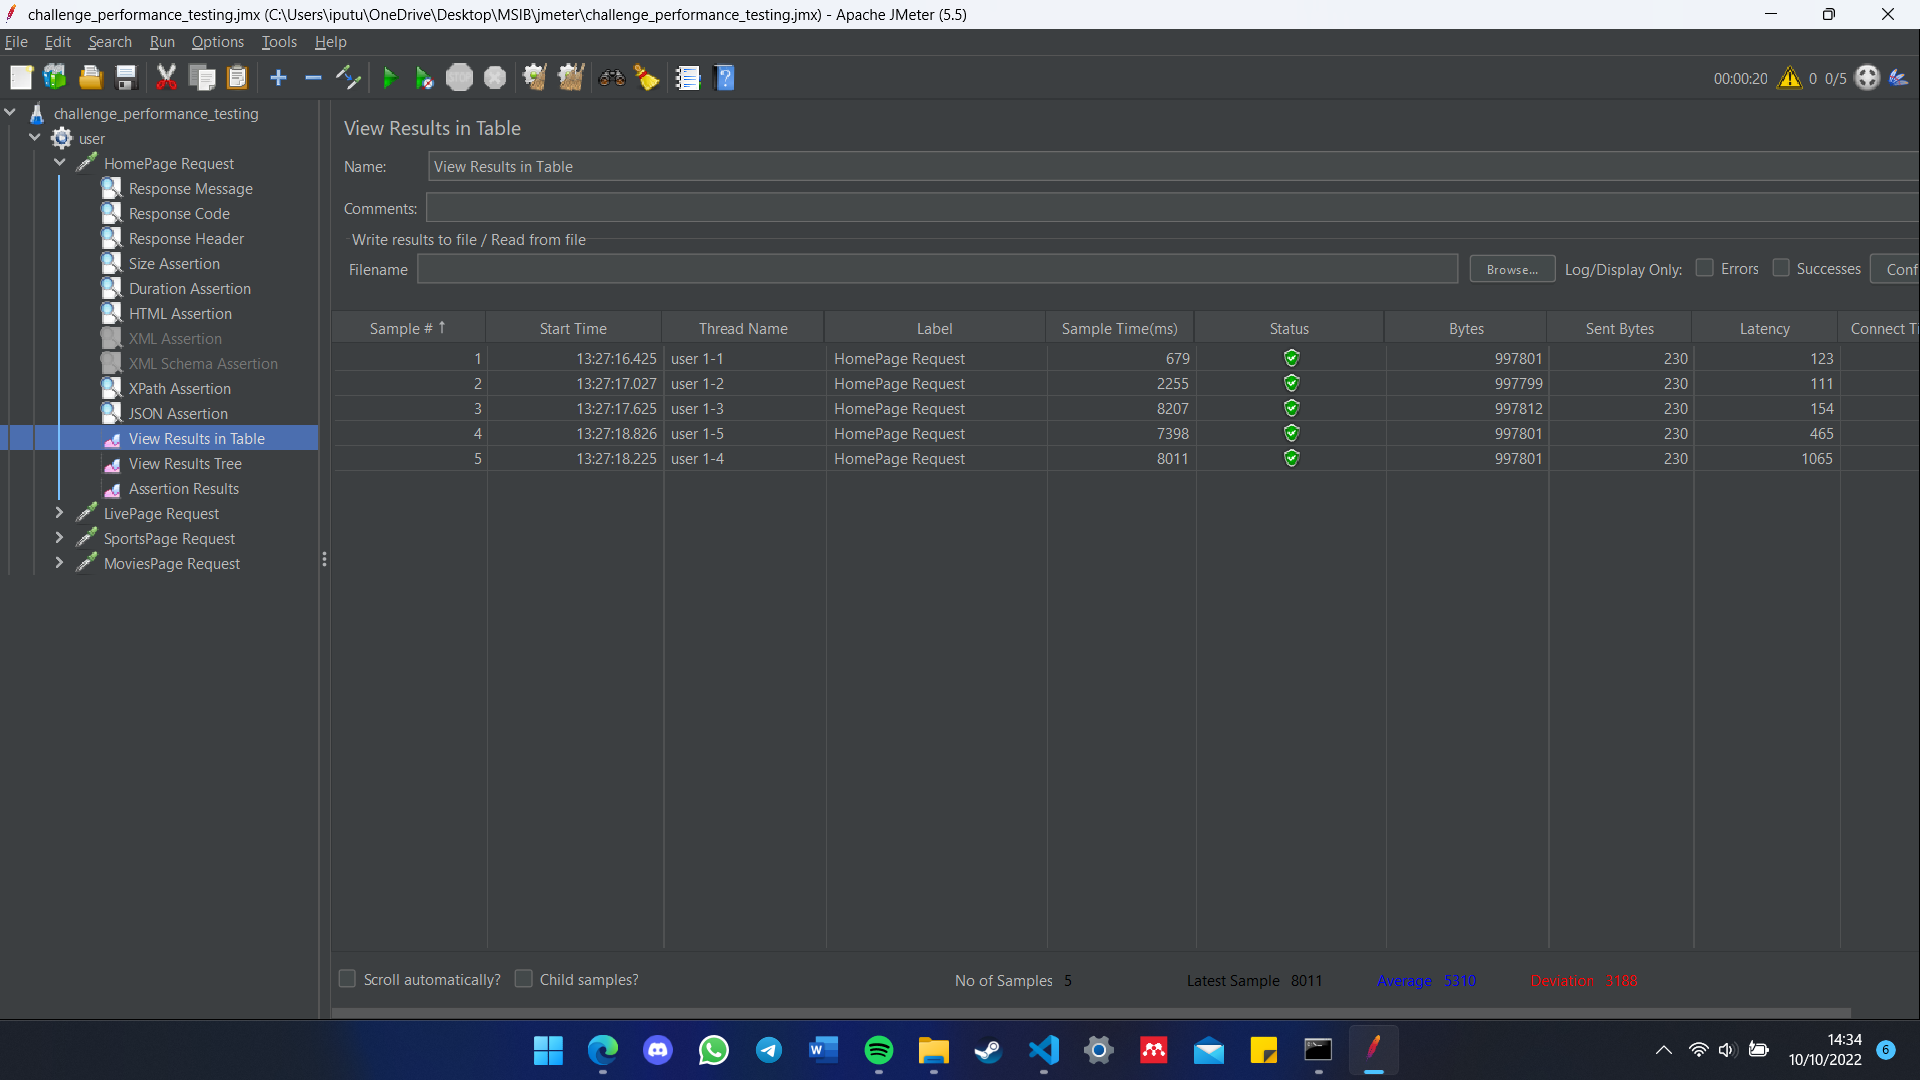 challenge_performance_testing.jmx (C:\Users\iputu\OneDrive\Desktop\MSIB\jmeter\challenge_performance_testing.jmx) - Apache JMeter (5.5)
File Edit Search Run Options Tools Help
00:00:20 0 0/5
challenge_performance_testing
user
HomePage Request
Response Message
Response Code
Response Header
Size Assertion
Duration Assertion
HTML Assertion
XML Assertion
XML Schema Assertion
XPath Assertion
JSON Assertion
View Results in Table
View Results Tree
Assertion Results
LivePage Request
SportsPage Request
MoviesPage Request
View Results in Table
Name: View Results in Table
Comments:
Write results to file / Read from file
Filename Browse... Log/Display Only: Errors Successes Conf
Sample # Start Time Thread Name Label Sample Time(ms) Status Bytes Sent Bytes Latency Connect Ti
1 13:27:16.425 user 1-1 HomePage Request 679 997801 230 123
2 13:27:17.027 user 1-2 HomePage Request 2255 997799 230 111
3 13:27:17.625 user 1-3 HomePage Request 8207 997812 230 154
4 13:27:18.826 user 1-5 HomePage Request 7398 997801 230 465
5 13:27:18.225 user 1-4 HomePage Request 8011 997801 230 1065
Scroll automatically? Child samples? No of Samples 5 Latest Sample 8011 Average 5310 Deviation 3188
14:34
10/10/2022 6